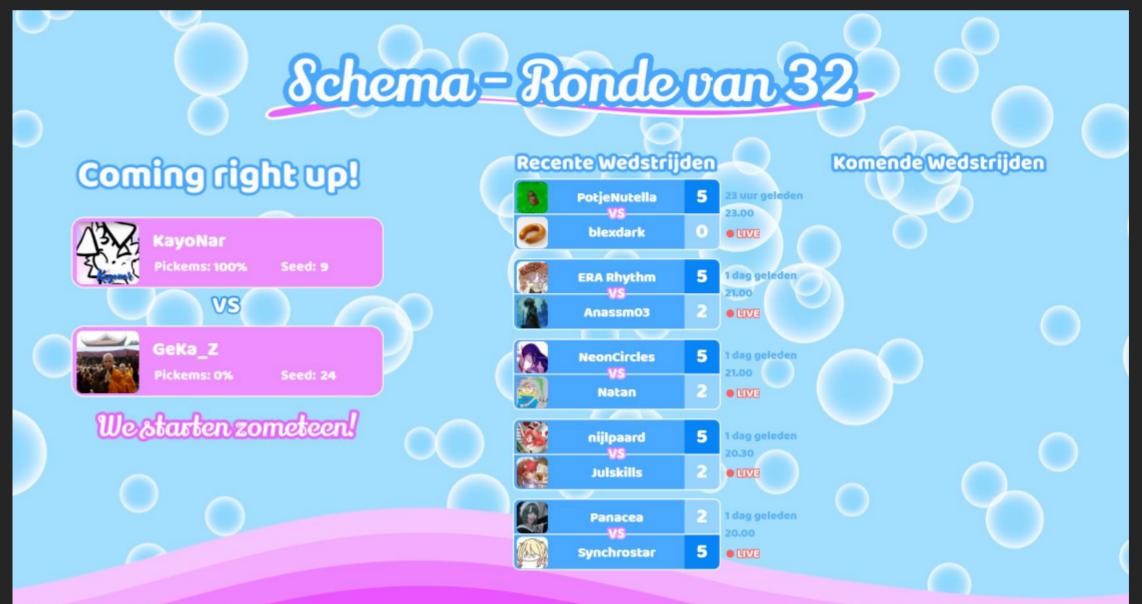 Schema - Ronde van 32
Coming right up!
KayoNar
Pickems: 100% Seed: 9
VS
GeKa_Z
Pickems: 0% Seed: 24
We starten zometeen!
Recente Wedstrijden
PotjeNutella 5
VS
blexdark 0
23 uur geleden
23.00
LIVE
ERA Rhythm 5
VS
Anassm03 2
1 dag geleden
21.00
LIVE
NeonCircles 5
VS
Natan 2
1 dag geleden
21.00
LIVE
nijlpaard 5
VS
Julskills 2
1 dag geleden
20.30
LIVE
Panacea 2
VS
Synchrostar 5
1 dag geleden
20.00
LIVE
Komende Wedstrijden